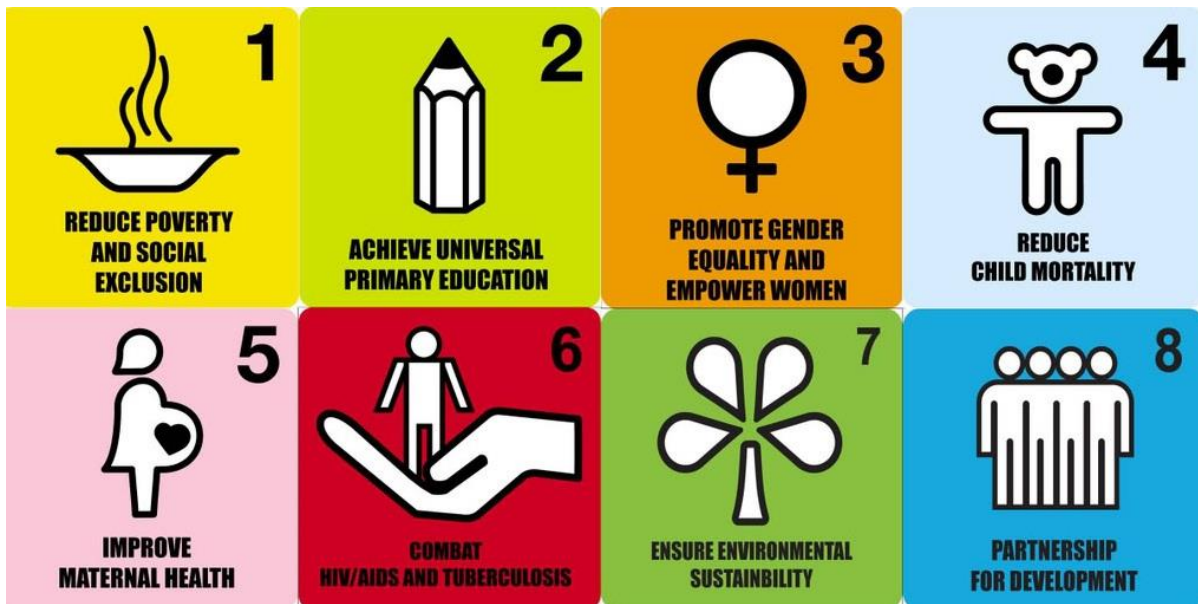 1
REDUCE POVERTY
AND SOCIAL
EXCLUSION
2
ACHIEVE UNIVERSAL
PRIMARY EDUCATION
3
PROMOTE GENDER
EQUALITY AND
EMPOWER WOMEN
4
REDUCE
CHILD MORTALITY
5
IMPROVE
MATERNAL HEALTH
6
COMBAT
HIV/AIDS AND TUBERCULOSIS
7
ENSURE ENVIRONMENTAL
SUSTAINBILITY
8
PARTNERSHIP
FOR DEVELOPMENT